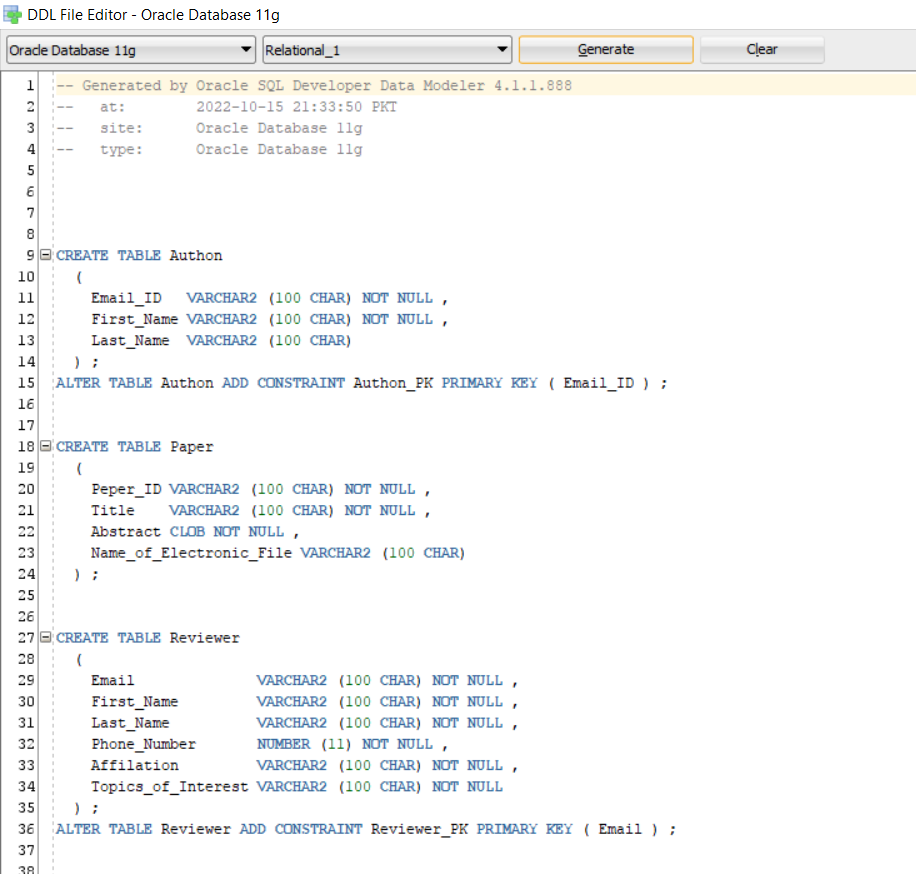 DDL File Editor - Oracle Database 11g
Oracle Database 11g Relational_1 Generate Clear
1 -- Generated by Oracle SQL Developer Data Modeler 4.1.1.888
2 --   at:        2022-10-15 21:33:50 PKT
3 --   site:      Oracle Database 11g
4 --   type:      Oracle Database 11g
5
6
7
8
9 CREATE TABLE Authon
10   (
11     Email_ID   VARCHAR2 (100 CHAR) NOT NULL ,
12     First_Name VARCHAR2 (100 CHAR) NOT NULL ,
13     Last_Name  VARCHAR2 (100 CHAR)
14   ) ;
15 ALTER TABLE Authon ADD CONSTRAINT Authon_PK PRIMARY KEY ( Email_ID ) ;
16
17
18 CREATE TABLE Paper
19   (
20     Peper_ID VARCHAR2 (100 CHAR) NOT NULL ,
21     Title    VARCHAR2 (100 CHAR) NOT NULL ,
22     Abstract CLOB NOT NULL ,
23     Name_of_Electronic_File VARCHAR2 (100 CHAR)
24   ) ;
25
26
27 CREATE TABLE Reviewer
28   (
29     Email              VARCHAR2 (100 CHAR) NOT NULL ,
30     First_Name         VARCHAR2 (100 CHAR) NOT NULL ,
31     Last_Name          VARCHAR2 (100 CHAR) NOT NULL ,
32     Phone_Number       NUMBER (11) NOT NULL ,
33     Affilation         VARCHAR2 (100 CHAR) NOT NULL ,
34     Topics_of_Interest VARCHAR2 (100 CHAR) NOT NULL
35   ) ;
36 ALTER TABLE Reviewer ADD CONSTRAINT Reviewer_PK PRIMARY KEY ( Email ) ;
37
38